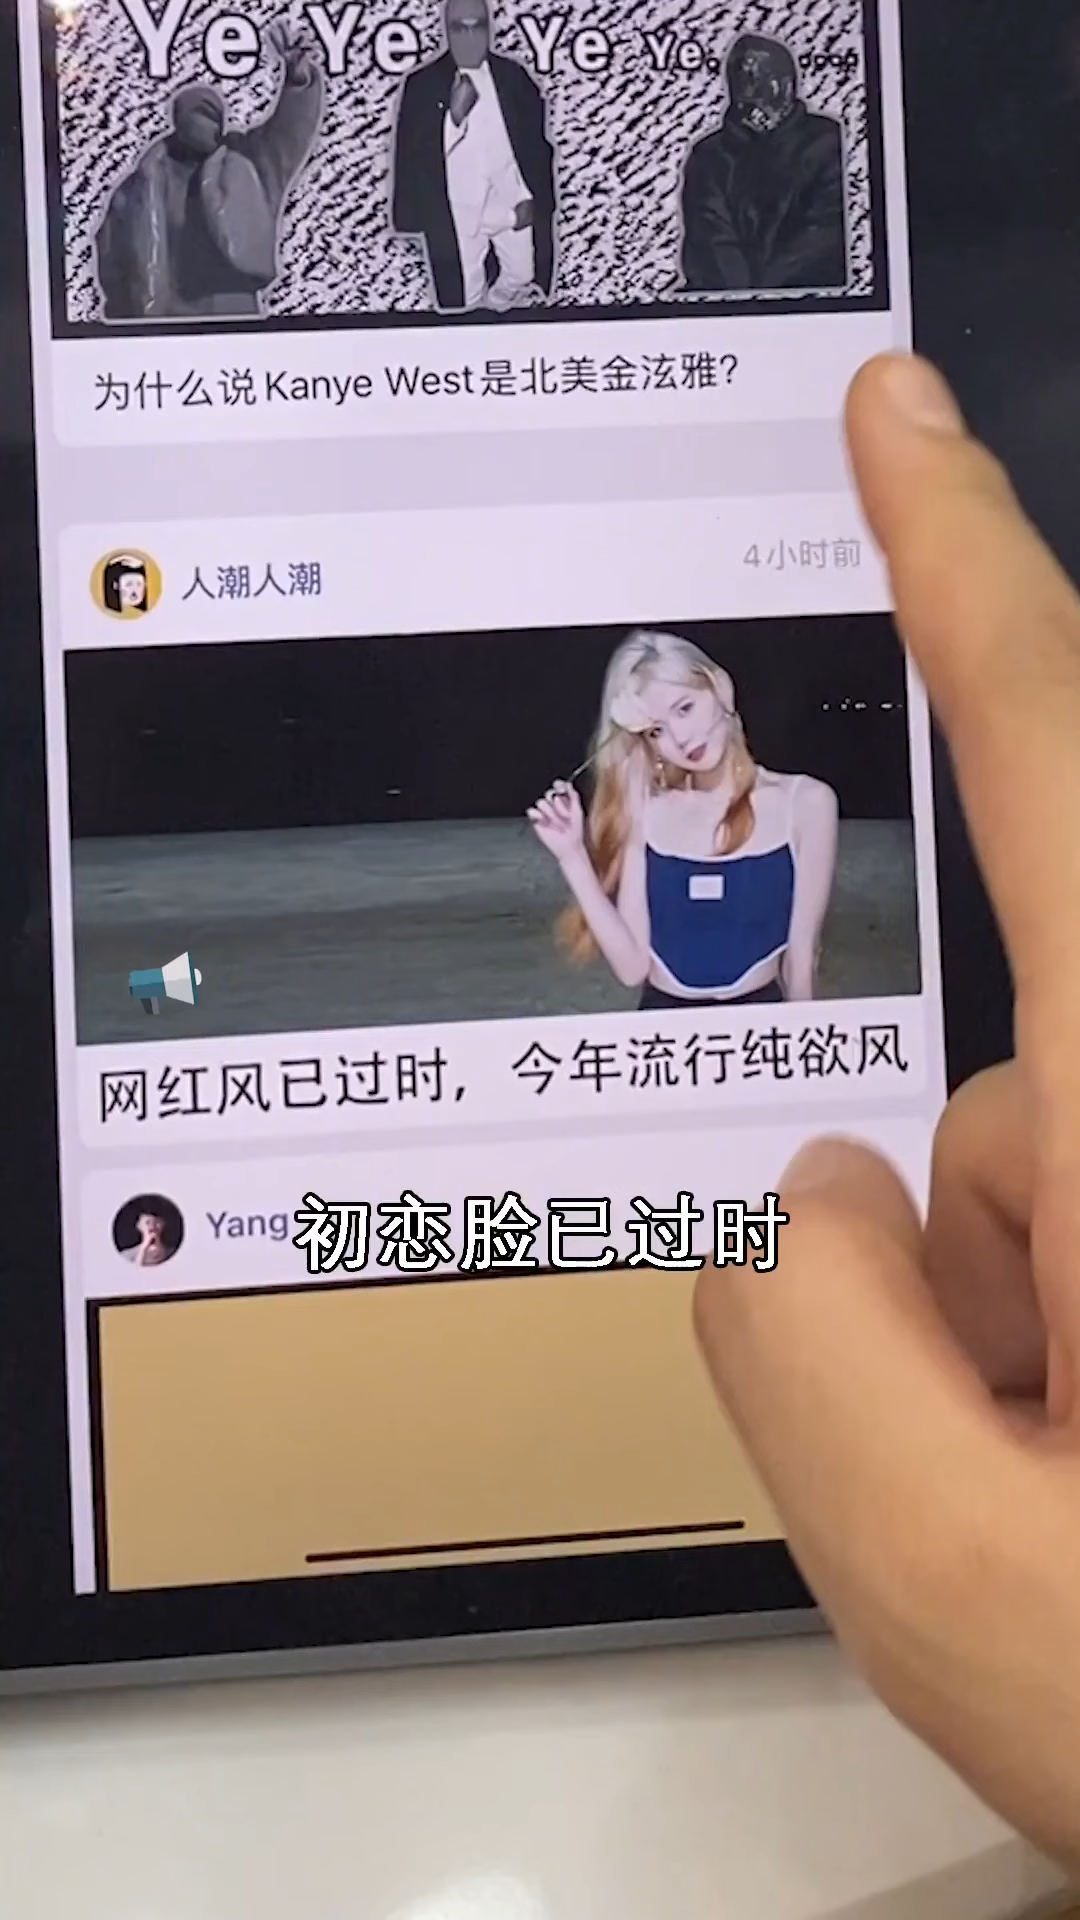 Ye Ye Ye Ye.
为什么说Kanye West是北美金泫雅?
人潮人潮
4小时前
网红风已过时，今年流行纯欲风
Yang
初恋脸已过时